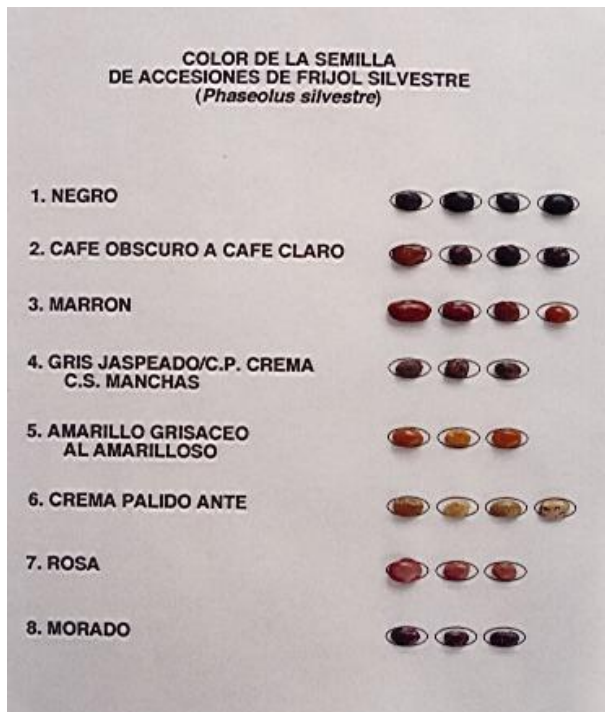 COLOR DE LA SEMILLA
DE ACCESIONES DE FRIJOL SILVESTRE
(Phaseolus silvestre)
1. NEGRO
2. CAFE OBSCURO A CAFE CLARO
3. MARRON
4. GRIS JASPEADO/C.P. CREMA
C.S. MANCHAS
5. AMARILLO GRISACEO
AL AMARILLOSO
6. CREMA PALIDO ANTE
7. ROSA
8. MORADO